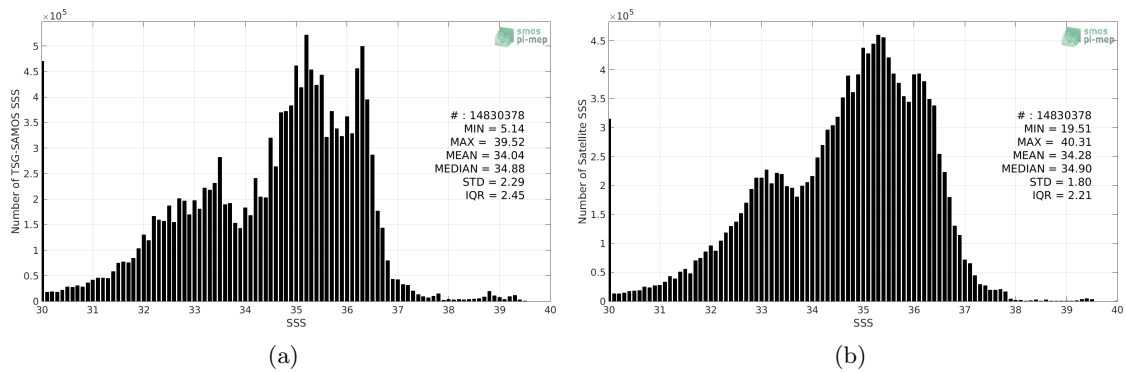 ×10⁵
5
4.5
4
3.5
3
2.5
2
1.5
1
0.5
0
Number of TSG-SAMOS SSS
30 31 32 33 34 35 36 37 38 39 40
SSS
smos
pi-mep
# : 14830378
MIN = 5.14
MAX = 39.52
MEAN = 34.04
MEDIAN = 34.88
STD = 2.29
IQR = 2.45
(a)
×10⁵
4.5
4
3.5
3
2.5
2
1.5
1
0.5
0
Number of Satellite SSS
30 31 32 33 34 35 36 37 38 39 40
SSS
smos
pi-mep
# : 14830378
MIN = 19.51
MAX = 40.31
MEAN = 34.28
MEDIAN = 34.90
STD = 1.80
IQR = 2.21
(b)